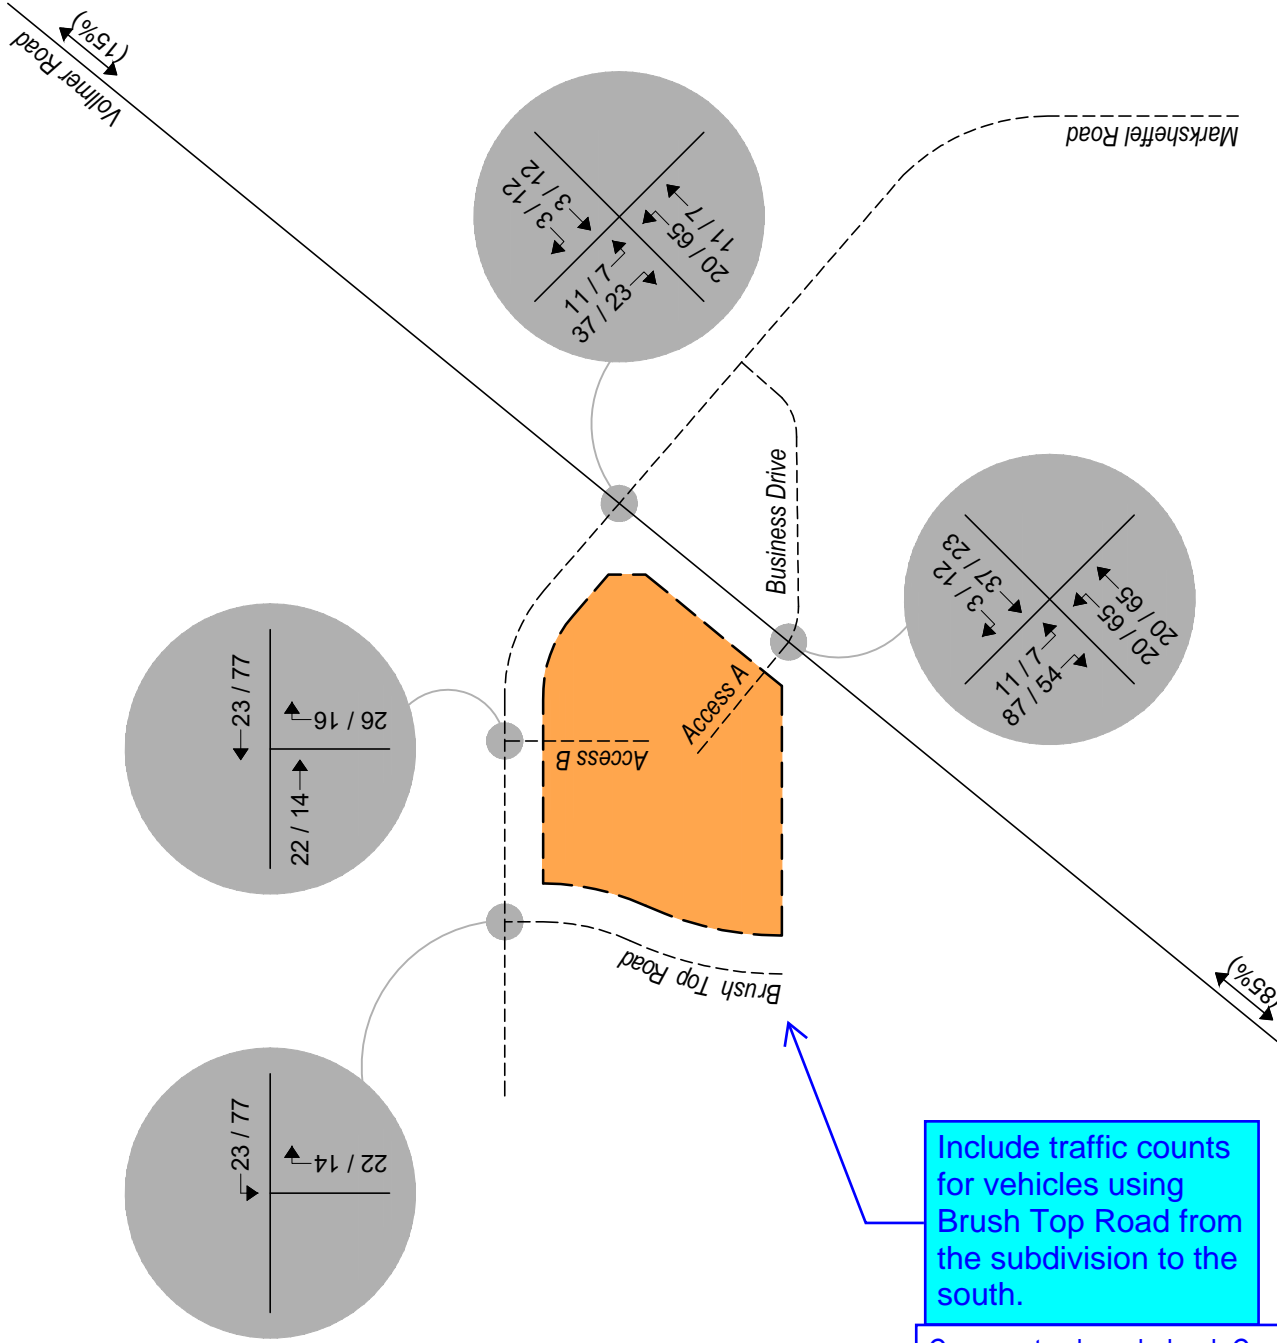 (15%)
Vollmer Road
3 / 12
3 / 12
11 / 7
37 / 23
20 / 65
11 / 7
Marksheffel Road
Business Drive
37 / 23
3 / 12
11 / 7
87 / 54
20 / 65
20 / 65
23 / 77
26 / 16
22 / 14
Access B
Access A
Brush Top Road
23 / 77
22 / 14
(85%)
Include traffic counts
for vehicles using
Brush Top Road from
the subdivision to the
south.